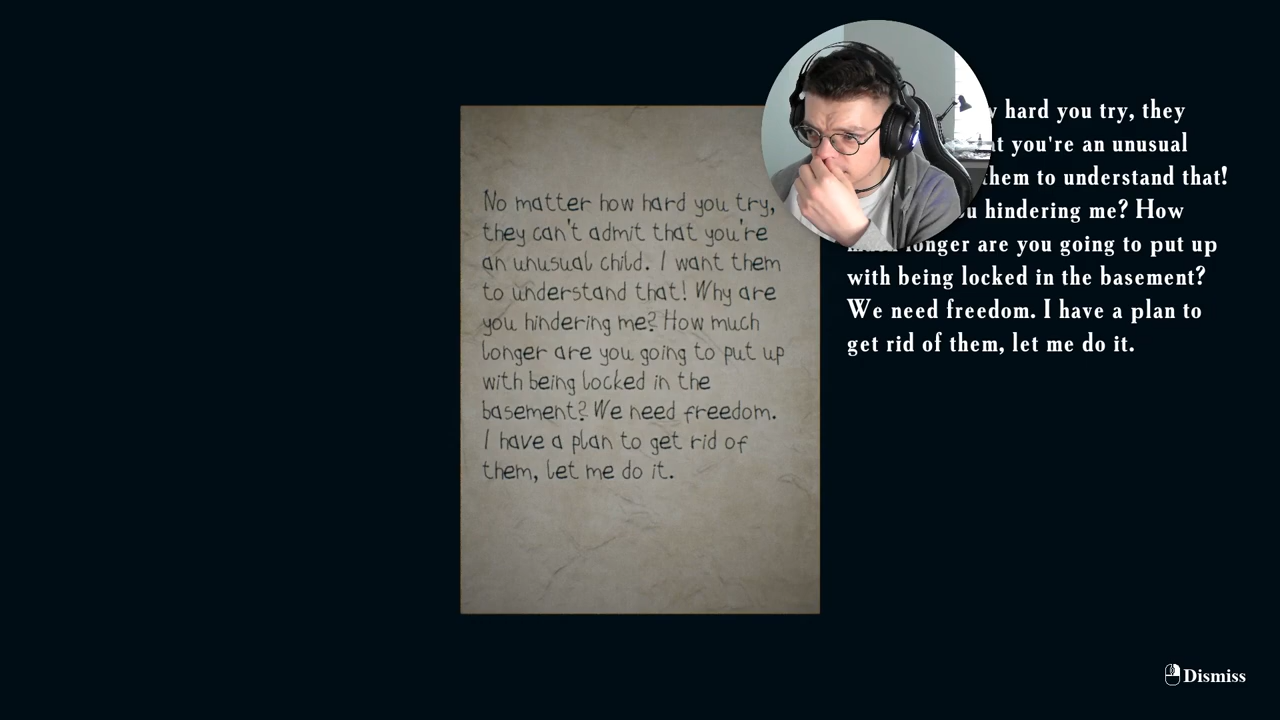 No matter how hard you try,
they can't admit that you're
an unusual child. I want them
to understand that! Why are
you hindering me? How much
longer are you going to put up
with being locked in the
basement? We need freedom.
I have a plan to get rid of
them, let me do it.
hard you try, they
you're an unusual
them to understand that!
hindering me? How
longer are you going to put up
with being locked in the basement?
We need freedom. I have a plan to
get rid of them, let me do it.
Dismiss